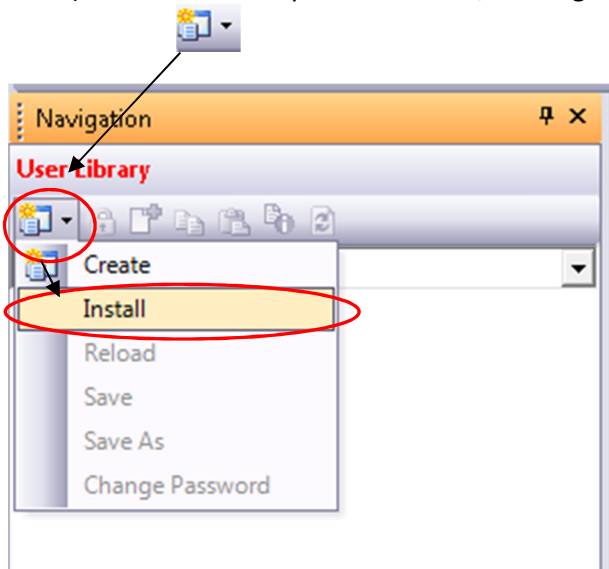 Navigation
User Library
Create
Install
Reload
Save
Save As
Change Password